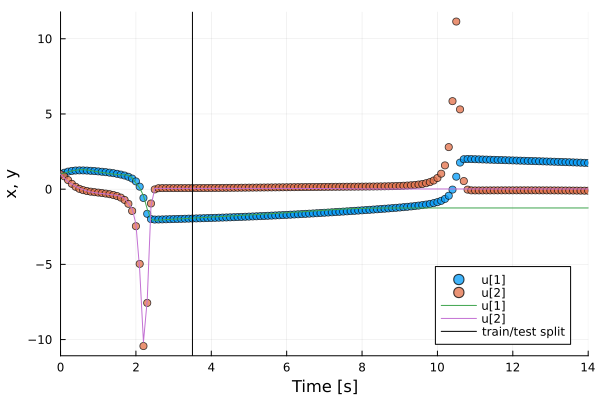 10
5
0
−5
−10
x, y
0
2
4
6
8
10
12
14
Time [s]
u[1]
u[2]
u[1]
u[2]
train/test split